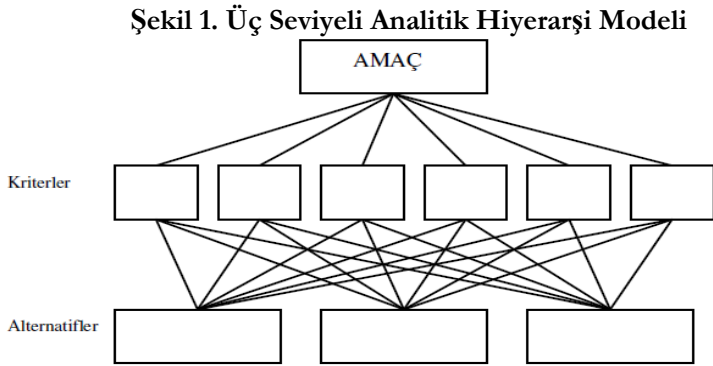 Şekil 1. Üç Seviyeli Analitik Hiyerarşi Modeli
AMAÇ
Kriterler
Alternatifler